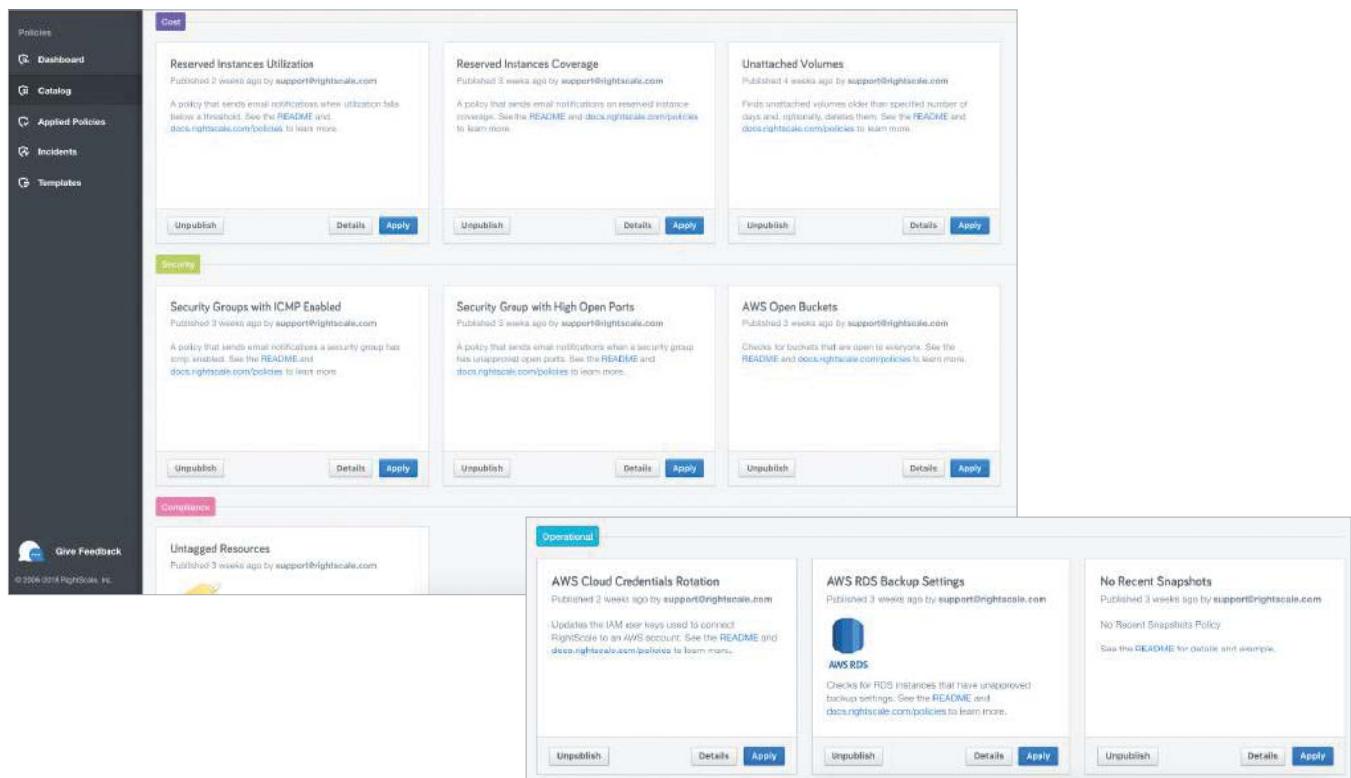 Policies
Dashboard
Catalog
Applied Policies
Incidents
Templates
Give Feedback
© 2006-2018 RightScale, Inc.
Cost
Reserved Instances Utilization
Published 2 weeks ago by support@rightscale.com
A policy that sends email notifications when utilization falls
below a threshold. See the README and
docs.rightscale.com/policies to learn more.
Unpublish
Details
Apply
Reserved Instances Coverage
Published 3 weeks ago by support@rightscale.com
A policy that sends email notifications on reserved instance
coverage. See the README and docs.rightscale.com/policies
to learn more.
Unpublish
Details
Apply
Unattached Volumes
Published 4 weeks ago by support@rightscale.com
Finds unattached volumes older than specified number of
days and, optionally, deletes them. See the README and
docs.rightscale.com/policies to learn more.
Unpublish
Details
Apply
Security
Security Groups with ICMP Enabled
Published 3 weeks ago by support@rightscale.com
A policy that sends email notifications a security group has
icmp enabled. See the README and
docs.rightscale.com/policies to learn more.
Unpublish
Details
Apply
Security Group with High Open Ports
Published 3 weeks ago by support@rightscale.com
A policy that sends email notifications when a security group
has unapproved open ports. See the README and
docs.rightscale.com/policies to learn more.
Unpublish
Details
Apply
AWS Open Buckets
Published 3 weeks ago by support@rightscale.com
Checks for buckets that are open to everyone. See the
README and docs.rightscale.com/policies to learn more.
Unpublish
Details
Apply
Compliance
Untagged Resources
Published 3 weeks ago by support@rightscale.com
Operational
AWS Cloud Credentials Rotation
Published 2 weeks ago by support@rightscale.com
Updates the IAM user keys used to connect
RightScale to an AWS account. See the README and
docs.rightscale.com/policies to learn more.
Unpublish
Details
Apply
AWS RDS Backup Settings
Published 3 weeks ago by support@rightscale.com
AWS RDS
Checks for RDS instances that have unapproved
backup settings. See the README and
docs.rightscale.com/policies to learn more.
Unpublish
Details
Apply
No Recent Snapshots
Published 3 weeks ago by support@rightscale.com
No Recent Snapshots Policy
See the README for details and example.
Unpublish
Details
Apply